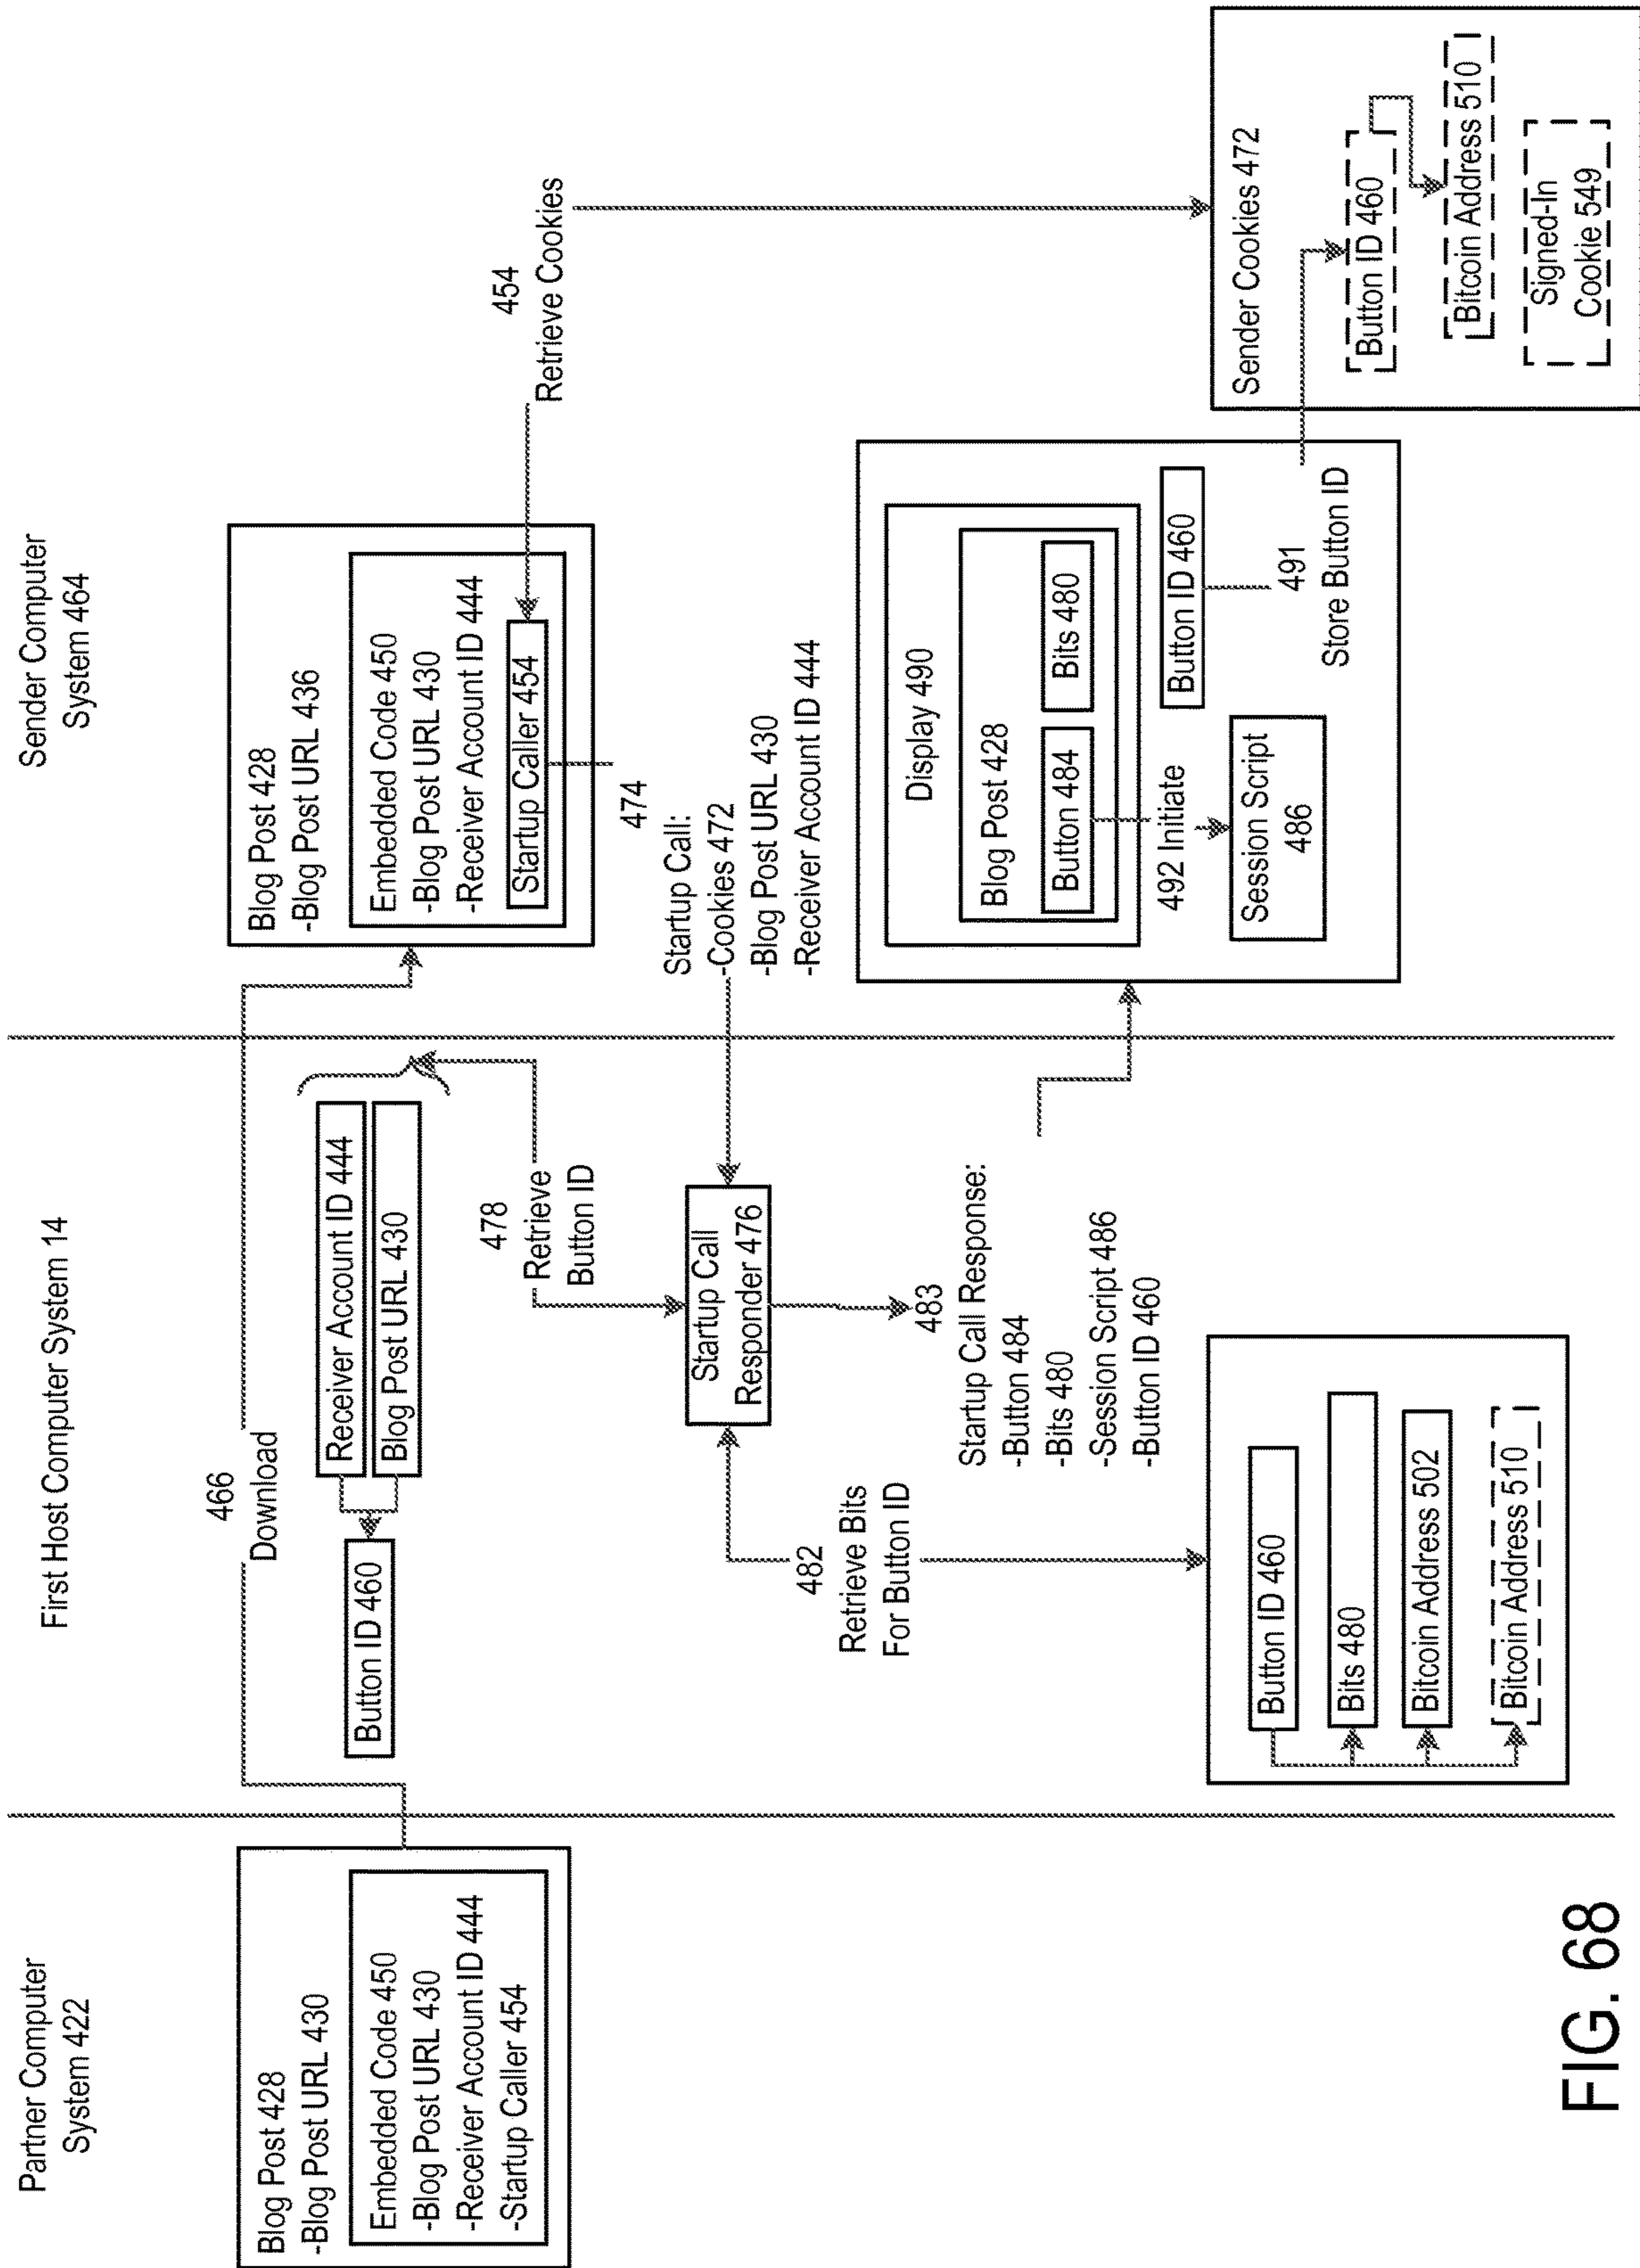 Partner Computer
System 422
Blog Post 428
-Blog Post URL 430
Embedded Code 450
-Blog Post URL 430
-Receiver Account ID 444
-Startup Caller 454
First Host Computer System 14
466
Download
Button ID 460
Receiver Account ID 444
Blog Post URL 430
478
Retrieve
Button ID
Startup Call
Responder 476
482
Retrieve Bits
For Button ID
483
Startup Call Response:
-Button 484
-Bits 480
-Session Script 486
-Button ID 460
Button ID 460
Bits 480
Bitcoin Address 502
Bitcoin Address 510
Sender Computer
System 464
Blog Post 428
-Blog Post URL 436
Embedded Code 450
-Blog Post URL 430
-Receiver Account ID 444
Startup Caller 454
454
Retrieve Cookies
474
Startup Call:
-Cookies 472
-Blog Post URL 430
-Receiver Account ID 444
Display 490
Blog Post 428
Button 484
Bits 480
Button ID 460
492 Initiate
Session Script
486
491
Store Button ID
Sender Cookies 472
Button ID 460
Bitcoin Address 510
Signed-In
Cookie 549
FIG. 68